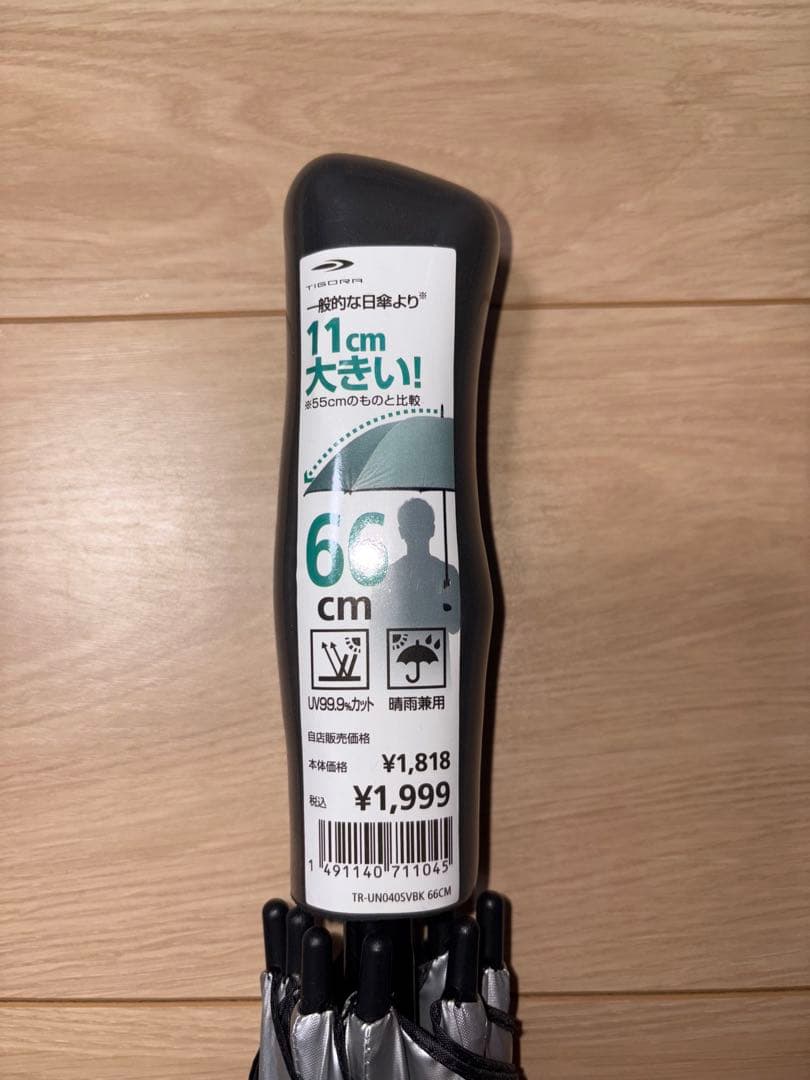 TIGORA
一般的な日傘より※
11cm
大きい!
※55cmのものと比較
66
cm
UV99.9%カット 晴雨兼用
自店販売価格
本体価格 ¥1,818
税込 ¥1,999
1 491140 711045
TR-UN040SVBK 66CM